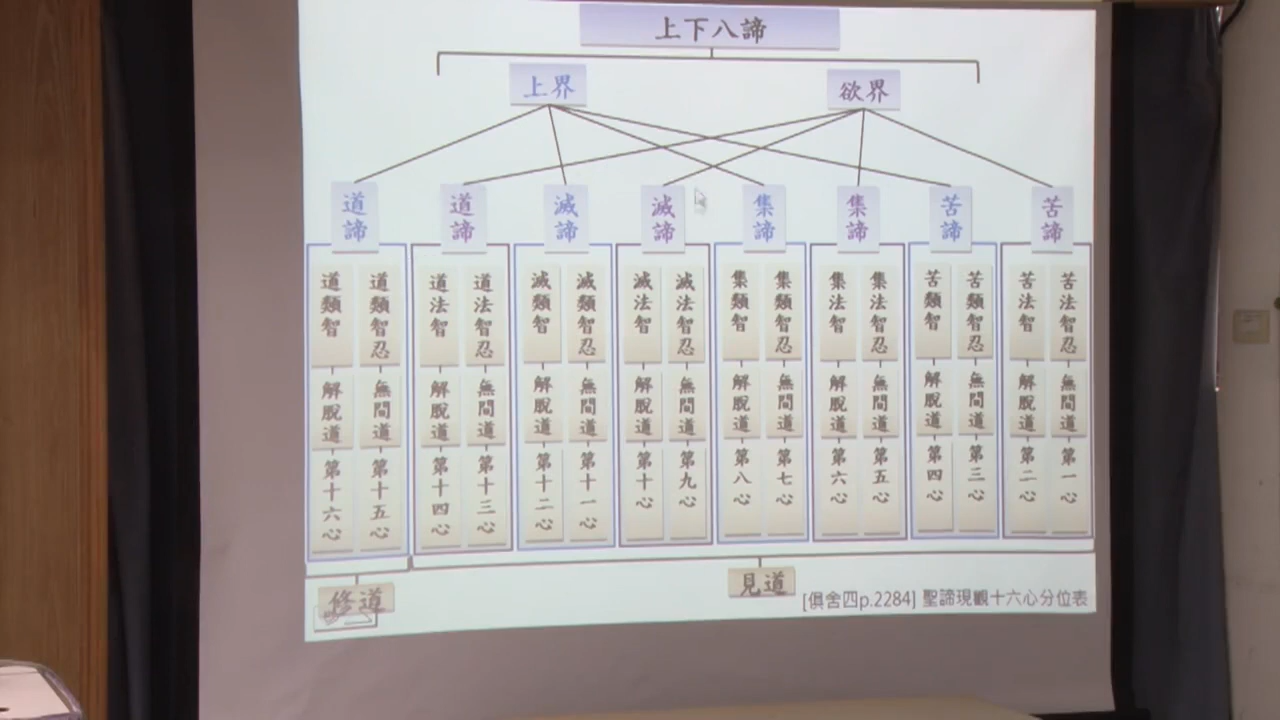 上下八諦
上界
欲界
道諦
道諦
滅諦
滅諦
集諦
集諦
苦諦
苦諦
苦法智忍
無間道
第一心
苦法智
解脫道
第二心
苦類智忍
無間道
第三心
苦類智
解脫道
第四心
集法智忍
無間道
第五心
集法智
解脫道
第六心
集類智忍
無間道
第七心
集類智
解脫道
第八心
滅法智忍
無間道
第九心
滅法智
解脫道
第十心
滅類智忍
無間道
第十一心
滅類智
解脫道
第十二心
道法智忍
無間道
第十三心
道法智
解脫道
第十四心
道類智忍
無間道
第十五心
道類智
解脫道
第十六心
見道
修道
[俱舍四p.2284] 聖諦現觀十六心分位表